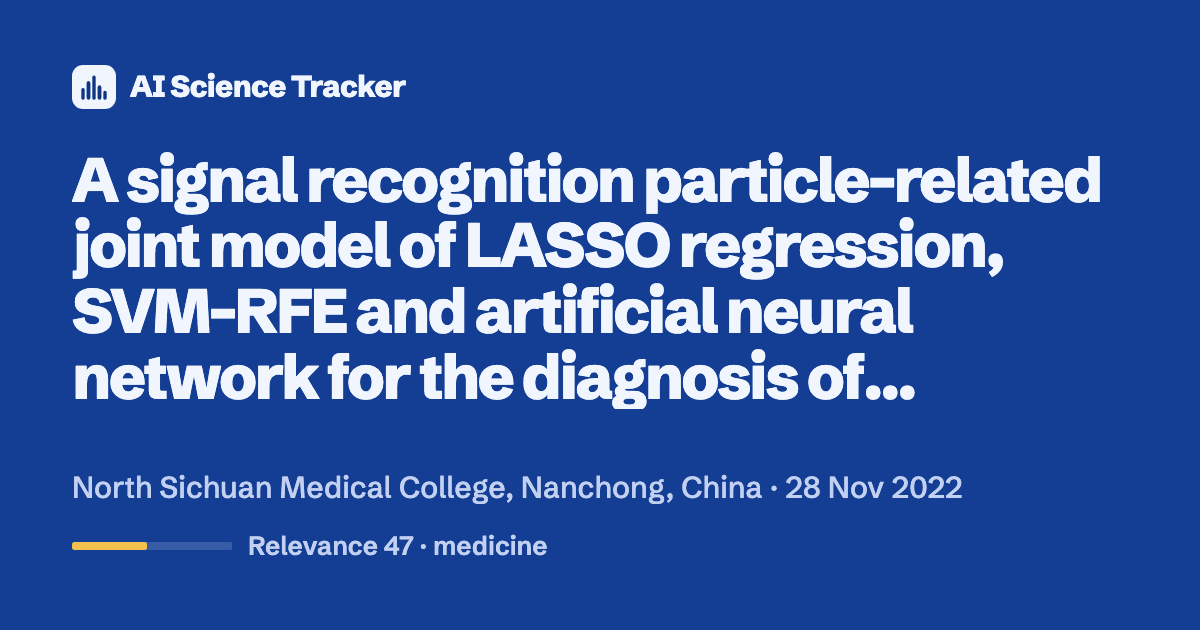 AI Science Tracker
A signal recognition particle-related
joint model of LASSO regression,
SVM-RFE and artificial neural
network for the diagnosis of...
North Sichuan Medical College, Nanchong, China · 28 Nov 2022
Relevance 47 · medicine